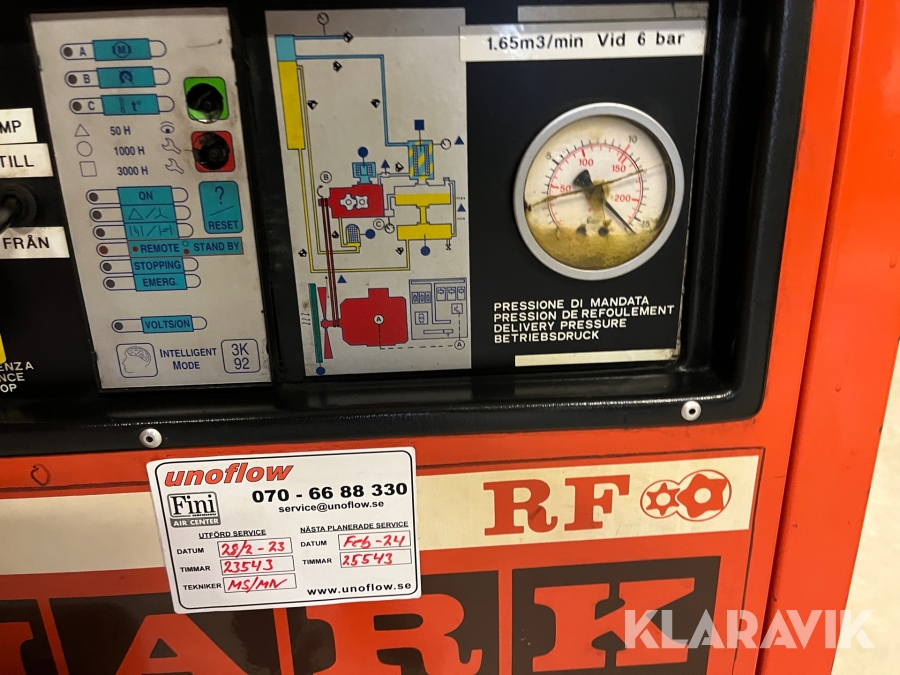 1.65m3/min Vid 6 bar
A M
B
C t°
MP
TILL
FRÅN
50 H
1000 H
3000 H
ON
?
RESET
REMOTE STAND BY
STOPPING
EMERG.
VOLTS/ON
INTELLIGENT
MODE
3K
92
B
C
A
A
5
10
15
50
100
150
200
PRESSIONE DI MANDATA
PRESSION DE REFOULEMENT
DELIVERY PRESSURE
BETRIEBSDRUCK
ENZA
NCE
OP
unoflow
Fini
AIR CENTER
070 - 66 88 330
service@unoflow.se
UTFÖRD SERVICE
DATUM 28/2-23
TIMMAR 23543
TEKNIKER MS/MN
NÄSTA PLANERADE SERVICE
DATUM Feb-24
TIMMAR 25543
www.unoflow.se
RF
MARK
KLARAVIK